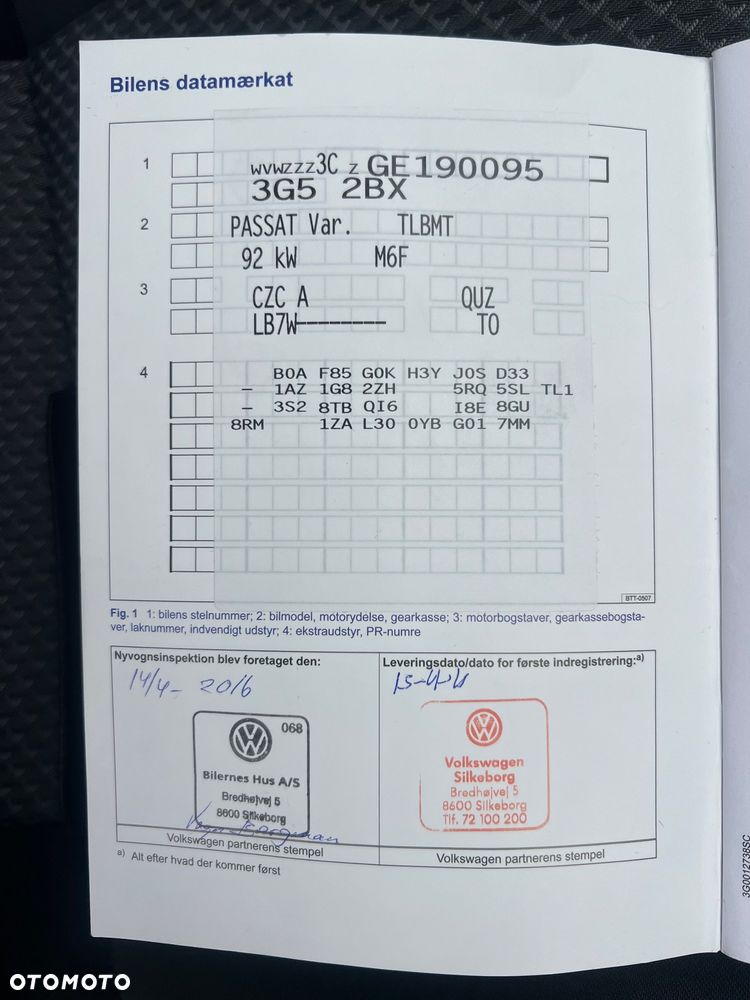 Bilens datamærkat
1
wvwzzz3C z GE190095
3G5 2BX
2
PASSAT Var. TLBMT
92 kW M6F
3
CZC A QUZ
LB7W-------- TO
4
B0A F85 G0K H3Y J0S D33
– 1AZ 1G8 2ZH 5RQ 5SL TL1
– 3S2 8TB QI6 I8E 8GU
8RM 1ZA L30 0YB G01 7MM
BTT-0507
Fig. 1 1: bilens stelnummer; 2: bilmodel, motorydelse, gearkasse; 3: motorbogstaver, gearkassebogsta-
ver, laknummer, indvendigt udstyr; 4: ekstraudstyr, PR-numre
Nyvognsinspektion blev foretaget den:
14/4- 2016
068
Bilernes Hus A/S
Bredhøjvej 5
8600 Silkeborg
Volkswagen partnerens stempel
Leveringsdato/dato for første indregistrering:a)
Volkswagen
Silkeborg
Bredhøjvej 5
8600 Silkeborg
Tlf. 72 100 200
Volkswagen partnerens stempel
a) Alt efter hvad der kommer først
3G0012738SC
OTOMOTO